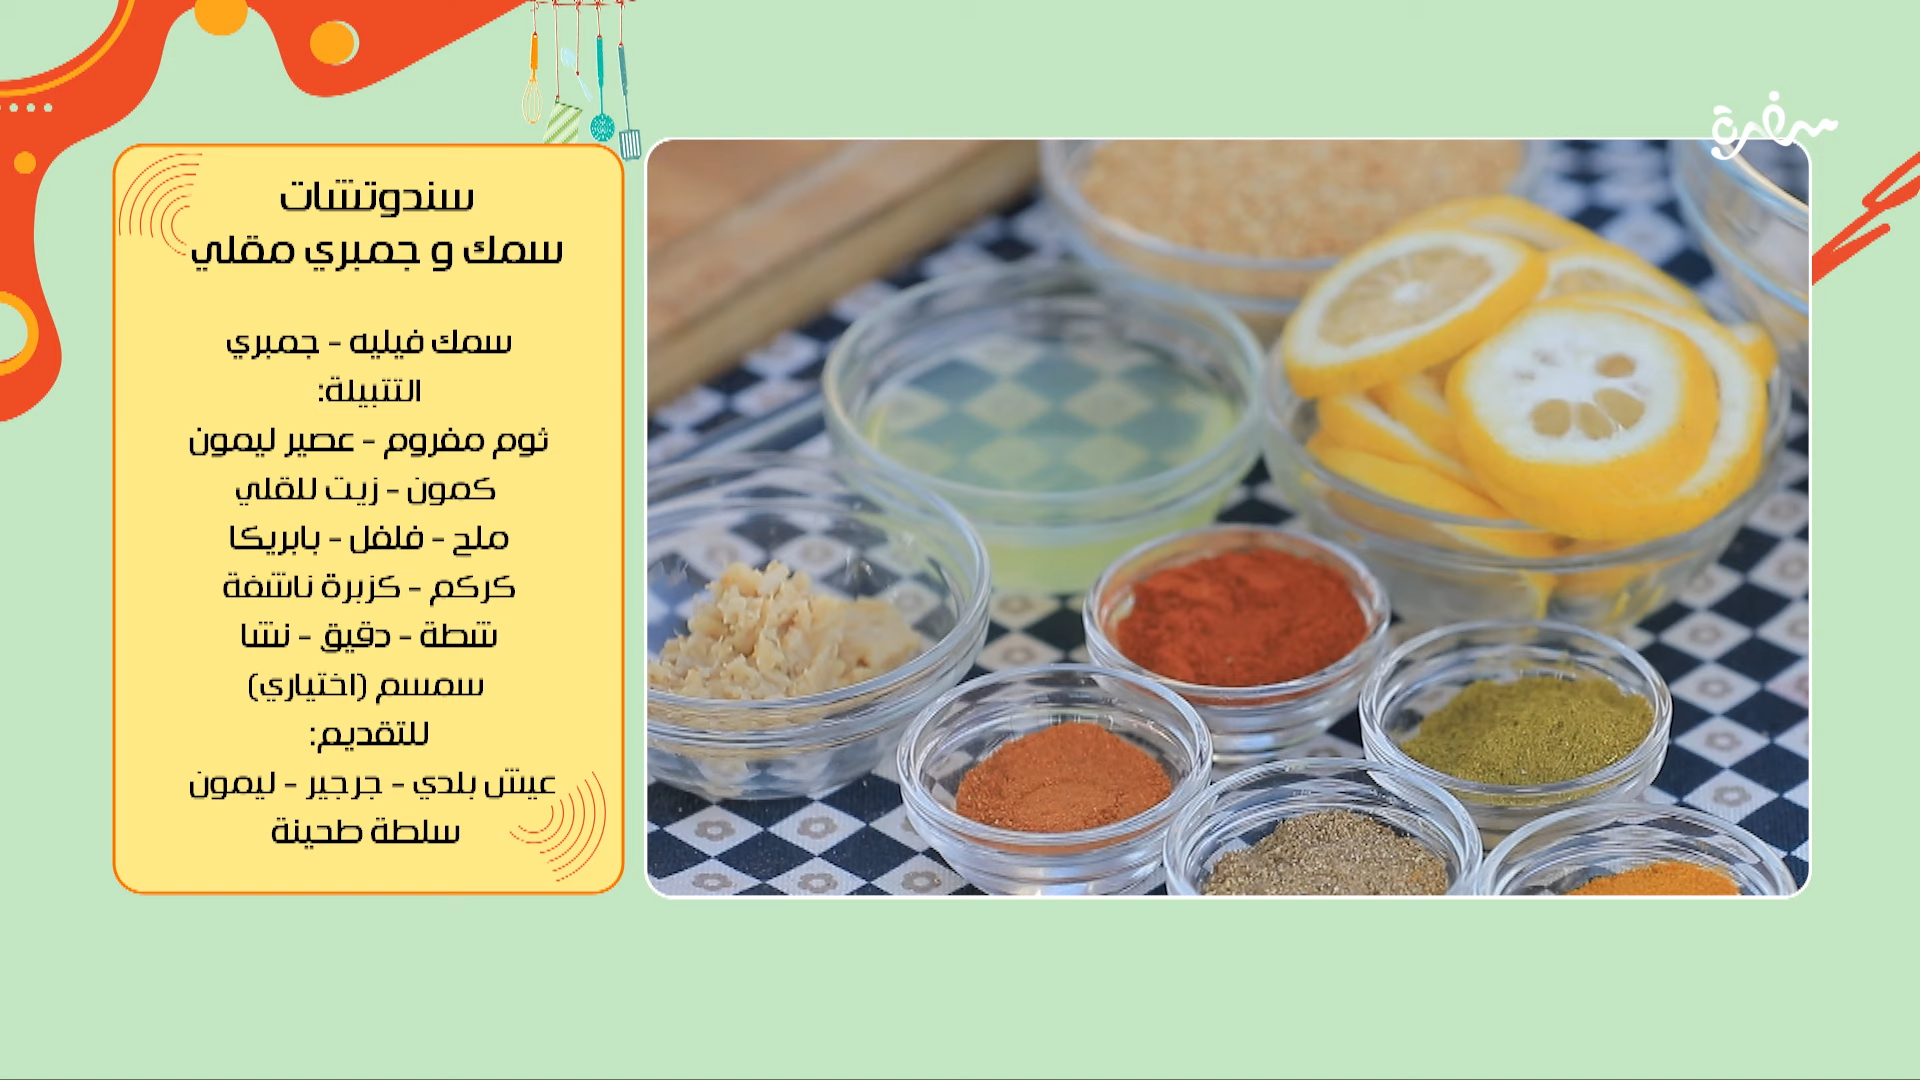 سفرة
سندوتشات
سمك و جمبري مقلي
سمك فيليه - جمبري
التتبيلة:
ثوم مفروم - عصير ليمون
كمون - زيت للقلي
ملح - فلفل - بابريكا
كركم - كزبرة ناشفة
شطة - دقيق - نشا
سمسم (اختياري)
للتقديم:
عيش بلدي - جرجير - ليمون
سلطة طحينة